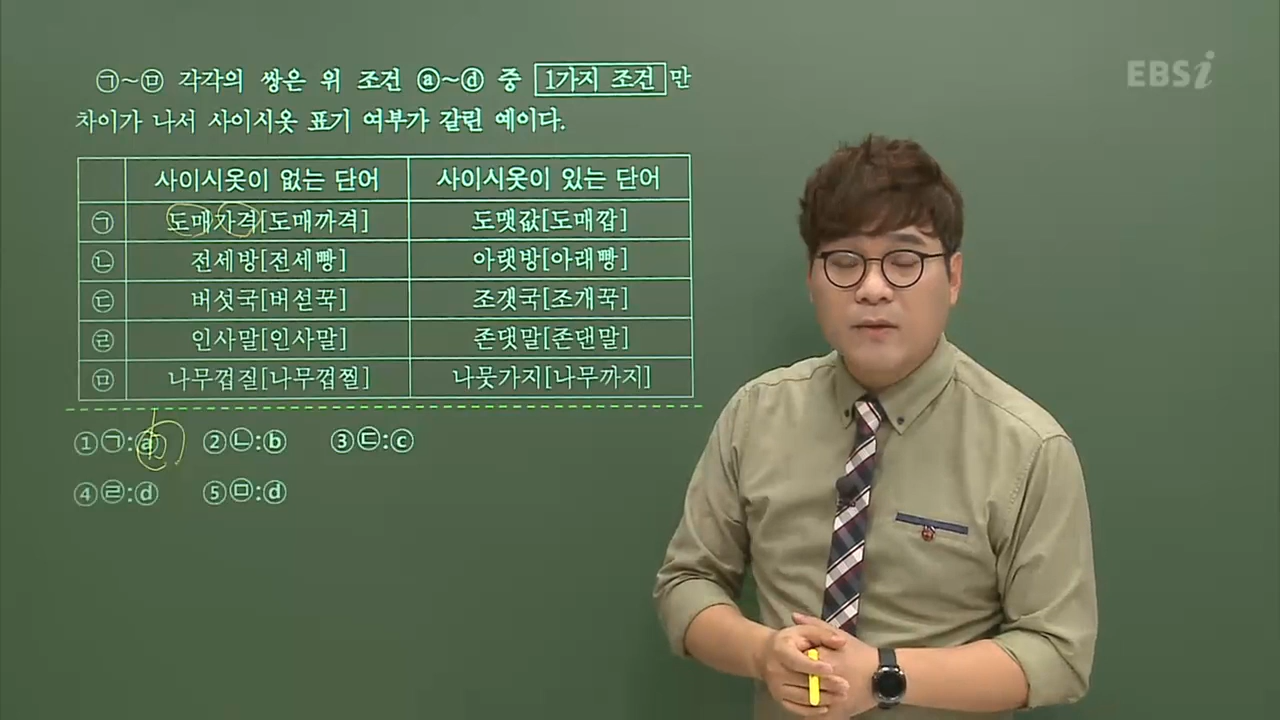 EBSi
㉠~㉤ 각각의 쌍은 위 조건 ⓐ~ⓓ 중 1가지 조건만
차이가 나서 사이시옷 표기 여부가 갈린 예이다.
사이시옷이 없는 단어 사이시옷이 있는 단어
㉠ 도매가격[도매까격] 도맷값[도매깝]
㉡ 전세방[전세빵] 아랫방[아래빵]
㉢ 버섯국[버섣꾹] 조갯국[조개꾹]
㉣ 인사말[인사말] 존댓말[존댄말]
㉤ 나무껍질[나무껍찔] 나뭇가지[나무까지]
①㉠:ⓐ ②㉡:ⓑ ③㉢:ⓒ
④㉣:ⓓ ⑤㉤:ⓓ